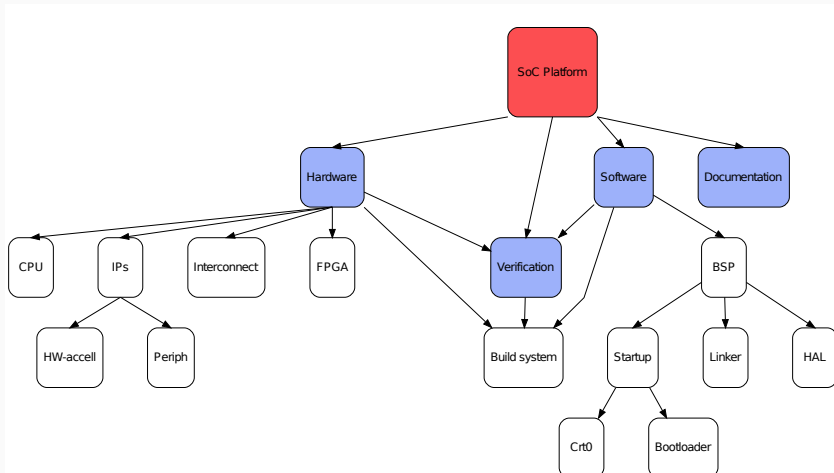 SoC Platform
Hardware
Software
Documentation
CPU
IPs
Interconnect
FPGA
Verification
BSP
HW-accell
Periph
Build system
Startup
Linker
HAL
Crt0
Bootloader